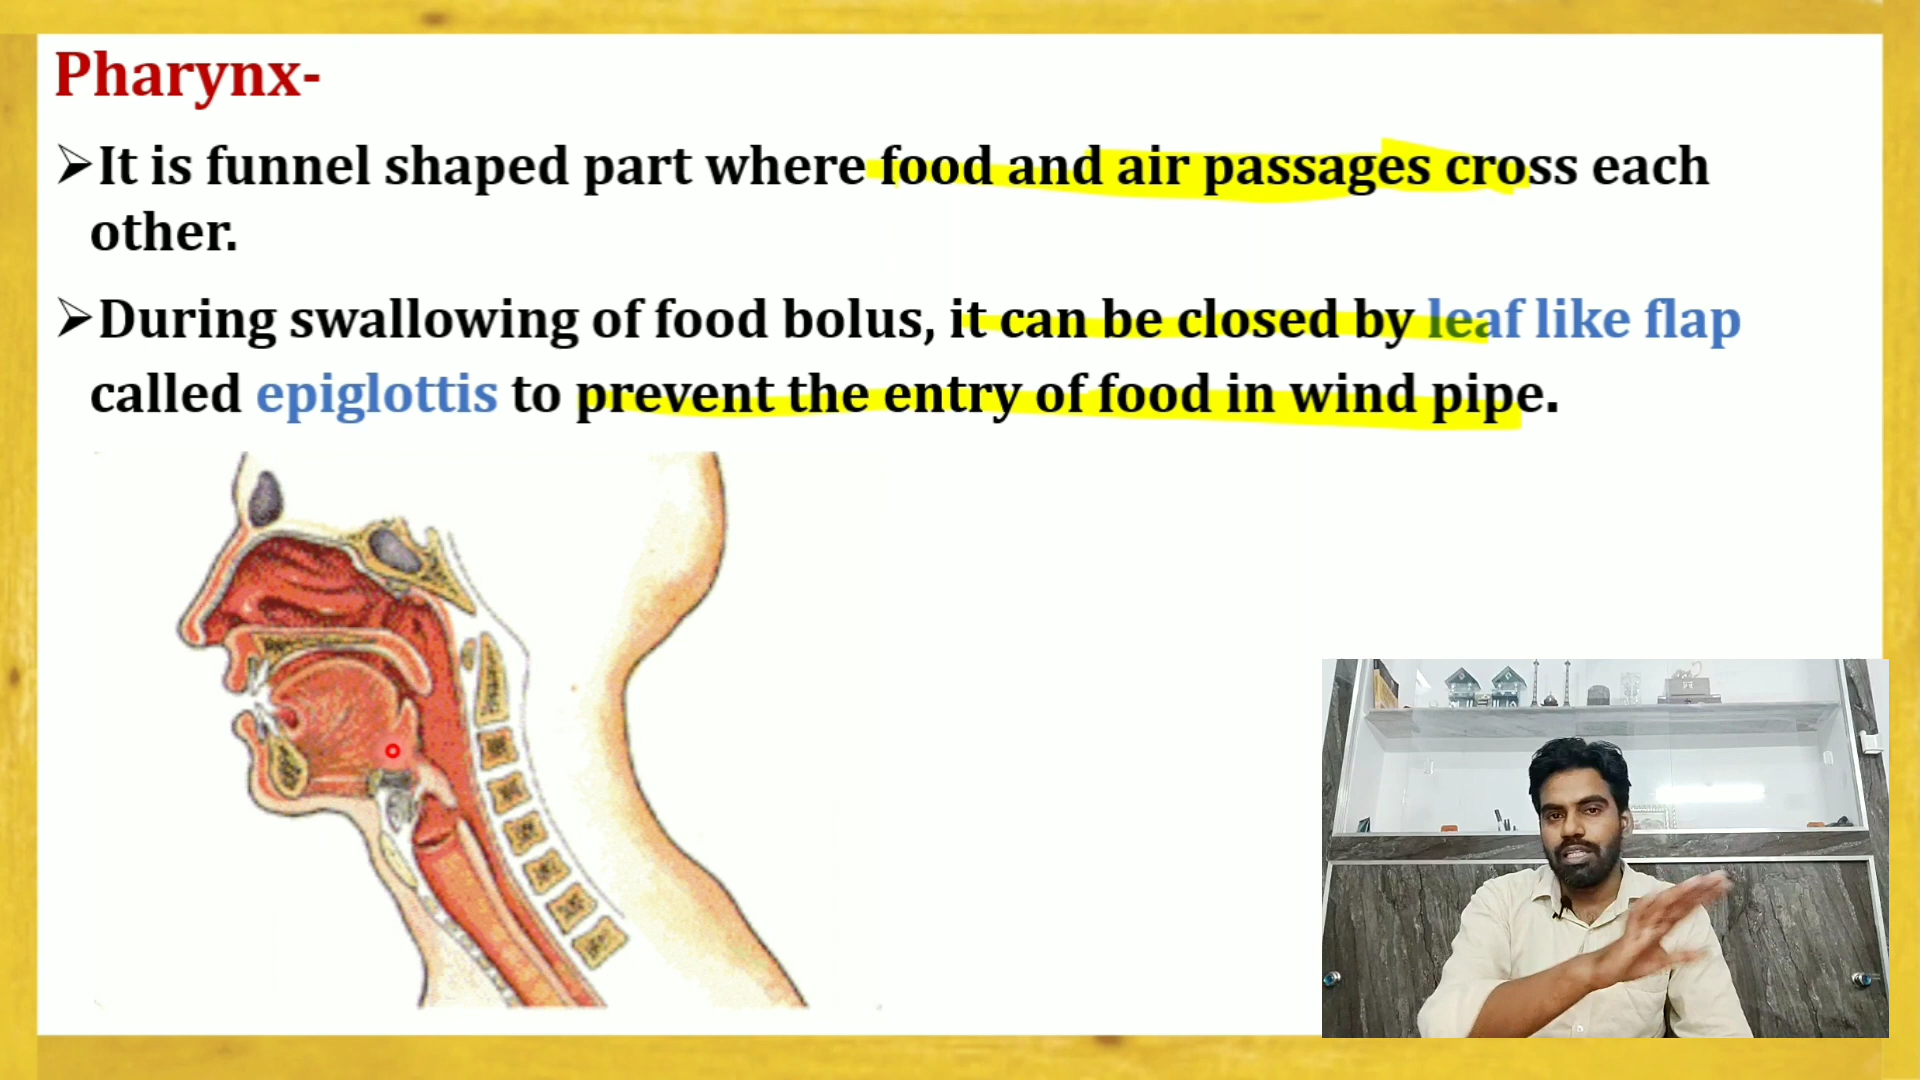 Pharynx-
➢It is funnel shaped part where food and air passages cross each
other.
➢During swallowing of food bolus, it can be closed by leaf like flap
called epiglottis to prevent the entry of food in wind pipe.